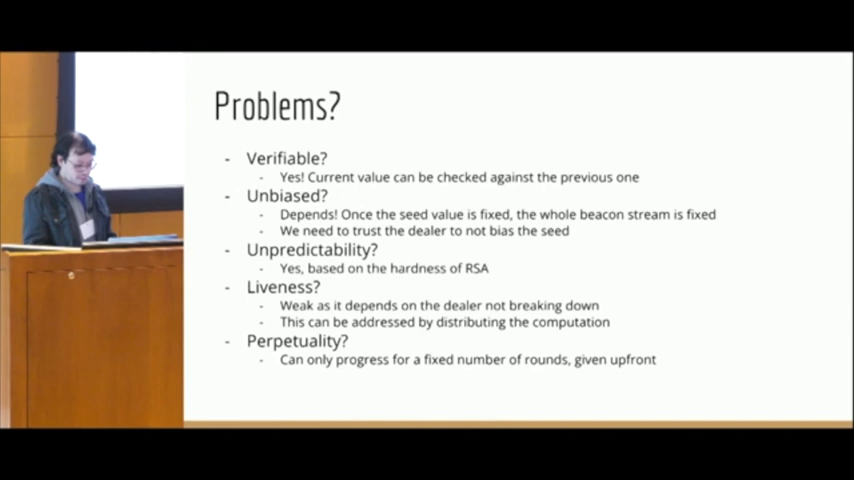 Problems?
- Verifiable?
- Yes! Current value can be checked against the previous one
- Unbiased?
- Depends! Once the seed value is fixed, the whole beacon stream is fixed
- We need to trust the dealer to not bias the seed
- Unpredictability?
- Yes, based on the hardness of RSA
- Liveness?
- Weak as it depends on the dealer not breaking down
- This can be addressed by distributing the computation
- Perpetuality?
- Can only progress for a fixed number of rounds, given upfront